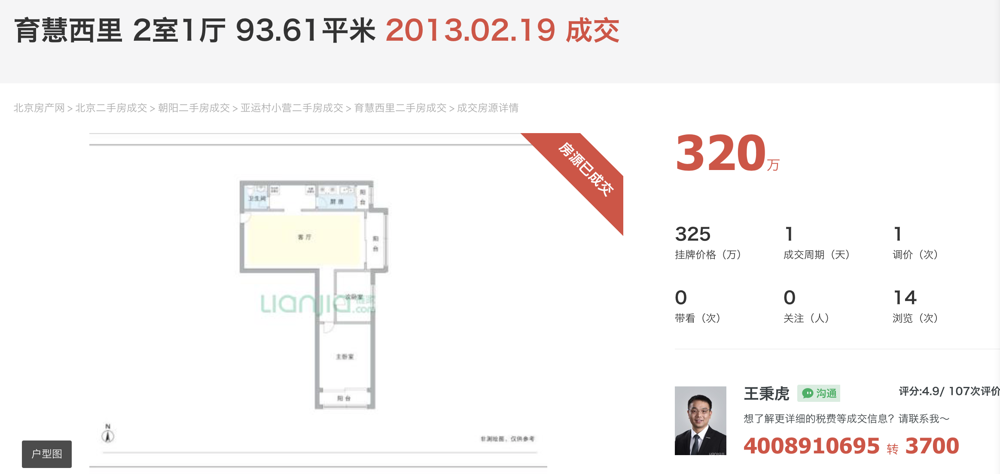 育慧西里 2室1厅 93.61平米 2013.02.19 成交
北京房产网 > 北京二手房成交 > 朝阳二手房成交 > 亚运村小营二手房成交 > 育慧西里二手房成交 > 成交房源详情
房源已成交
卫生间
厨房
阳台
客厅
阳台
次卧室
Lianjia.com
链家
主卧室
阳台
N
非测绘图，仅供参考
户型图
320万
325
挂牌价格（万）
1
成交周期（天）
1
调价（次）
0
带看（次）
0
关注（人）
14
浏览（次）
王秉虎
沟通
评分:4.9/ 107次评价
想了解更详细的税费等成交信息？请联系我～
4008910695 转 3700